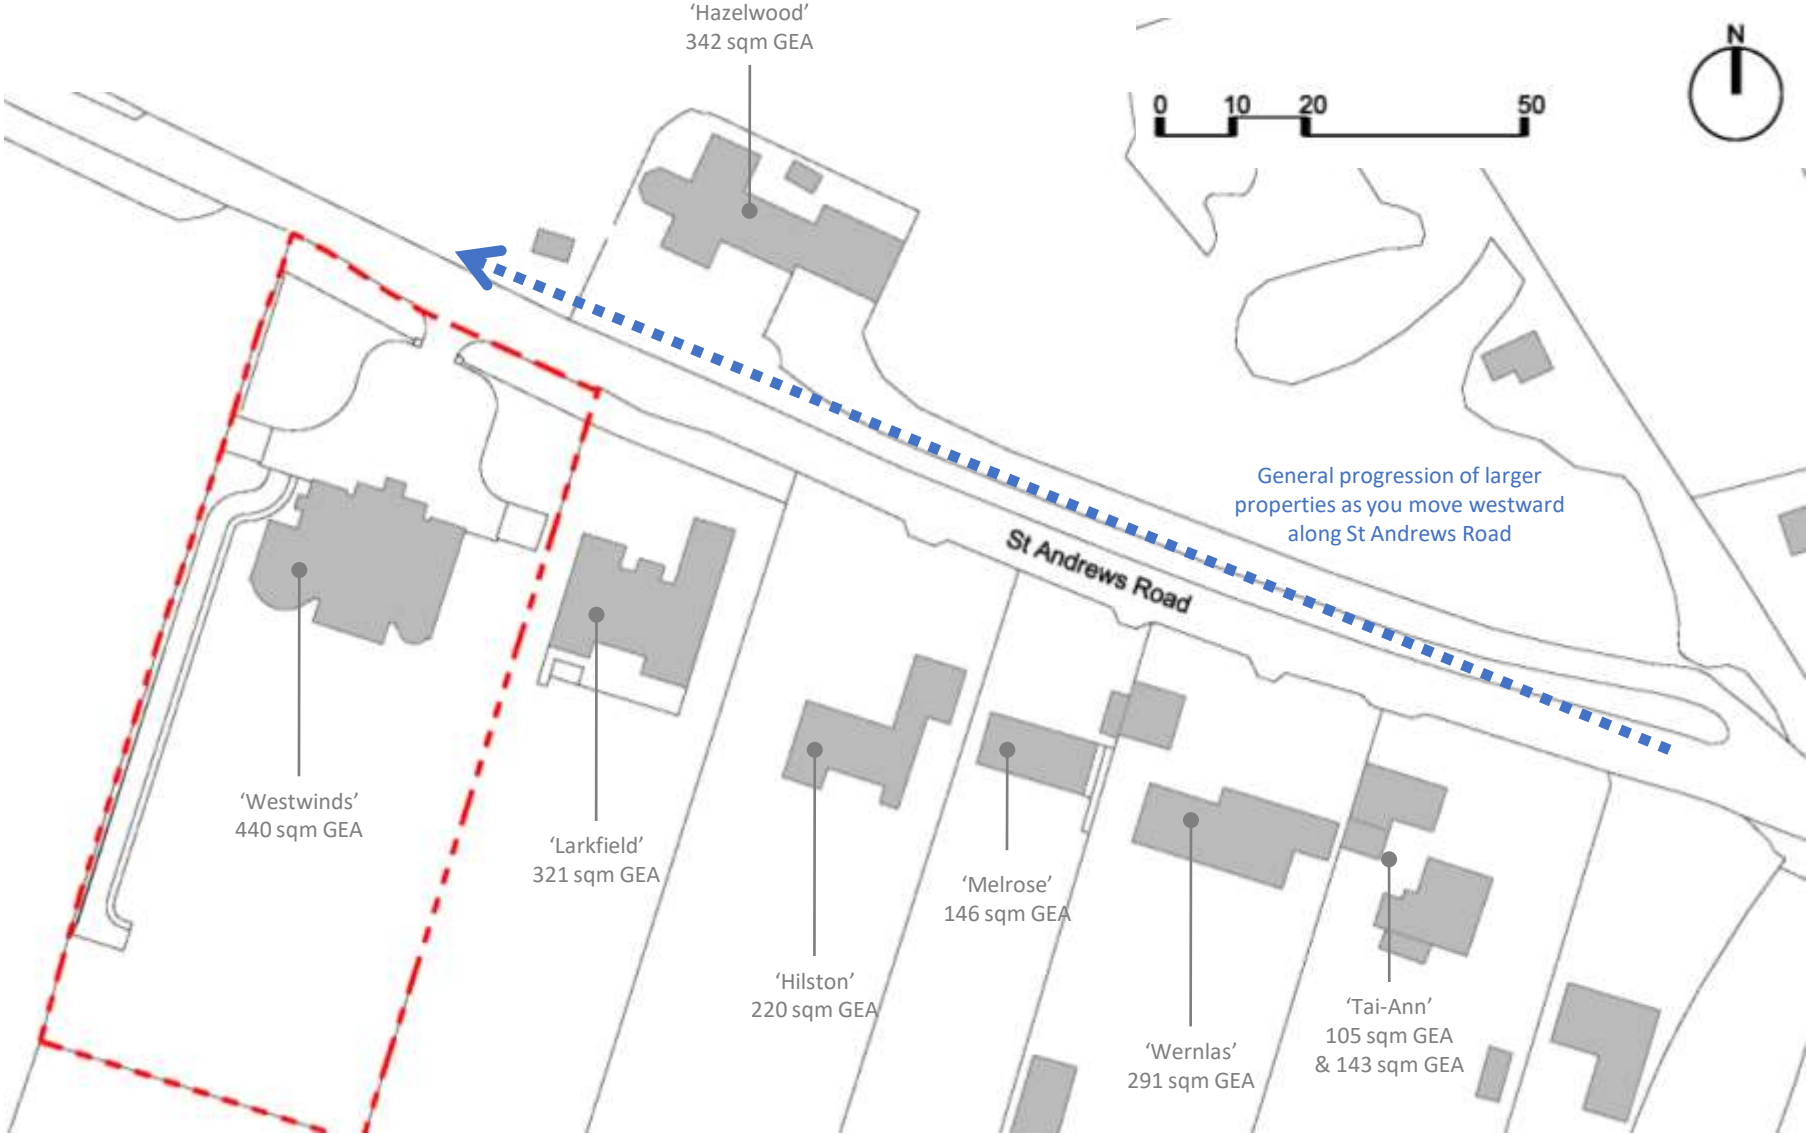 ‘Hazelwood’
342 sqm GEA
N
0 10 20 50
General progression of larger
properties as you move westward
along St Andrews Road
St Andrews Road
‘Westwinds’
440 sqm GEA
‘Larkfield’
321 sqm GEA
‘Hilston’
220 sqm GEA
‘Melrose’
146 sqm GEA
‘Wernlas’
291 sqm GEA
‘Tai-Ann’
105 sqm GEA
& 143 sqm GEA